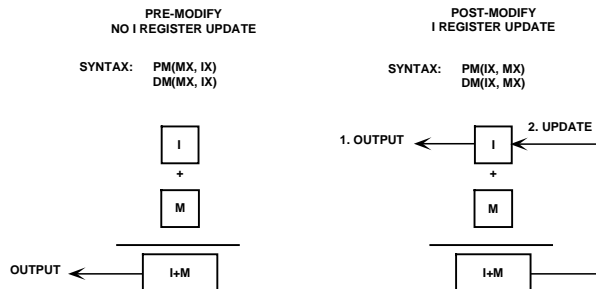 PRE-MODIFY
NO I REGISTER UPDATE
SYNTAX: PM(MX, IX)
DM(MX, IX)
I
+
M
OUTPUT
I+M
POST-MODIFY
I REGISTER UPDATE
SYNTAX: PM(IX, MX)
DM(IX, MX)
1. OUTPUT
I
2. UPDATE
+
M
I+M